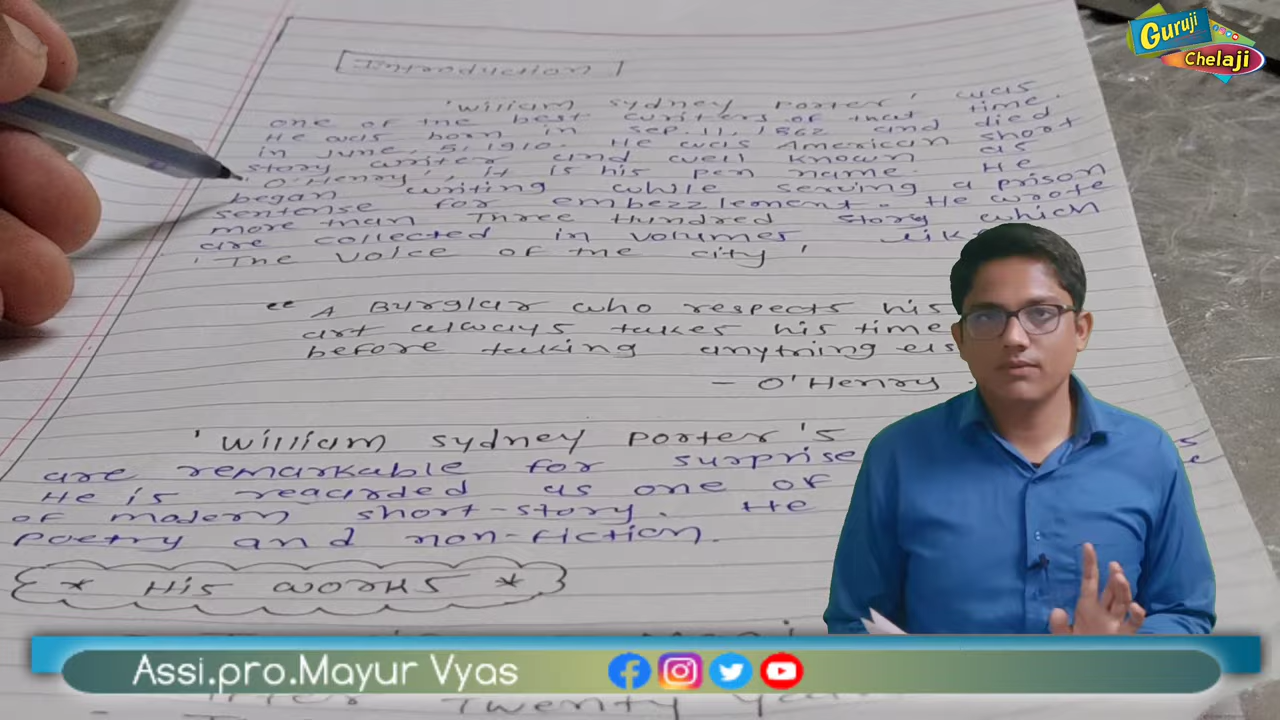 Guruji
Chelaji
Introduction
'William Sydney Porter' was
one of the best writers of that time.
He was born in Sep. 11, 1862 and died
in June, 5, 1910. He was American short
story writer and well known as
'O'Henry', it is his pen name. He
began writing while serving a prison
sentence for embezzlement. He wrote
more than Three Hundred story which
are collected in volumes
'The Voice of the city'
“ A Burglar who respects his
art always takes his time
before taking anything
- O'Henry.
'William Sydney Porter's
are remarkable for surprise
He is reagrded as one of
of modern short-story. He
poetry and non-fiction.
* His works *
After Twenty
Assi.pro.Mayur Vyas